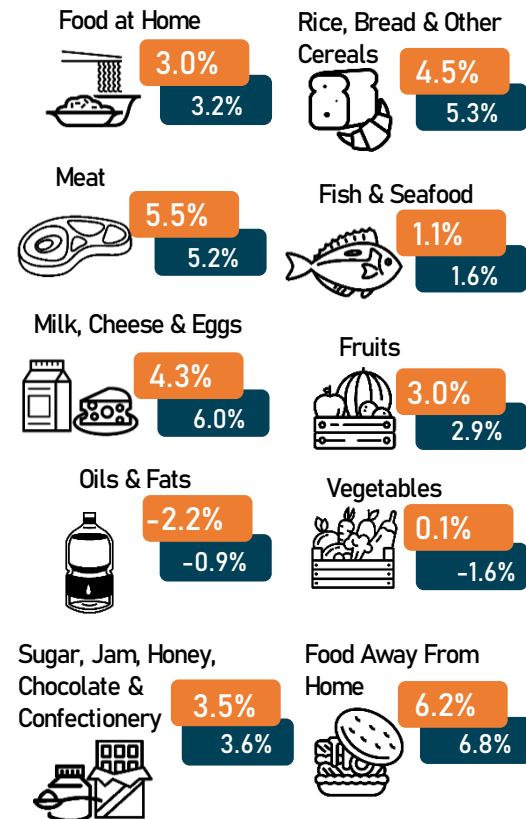 Food at Home
3.0%
3.2%
Rice, Bread & Other
Cereals
4.5%
5.3%
Meat
5.5%
5.2%
Fish & Seafood
1.1%
1.6%
Milk, Cheese & Eggs
4.3%
6.0%
Fruits
3.0%
2.9%
Oils & Fats
-2.2%
-0.9%
Vegetables
0.1%
-1.6%
Sugar, Jam, Honey,
Chocolate &
Confectionery
3.5%
3.6%
Food Away From
Home
6.2%
6.8%